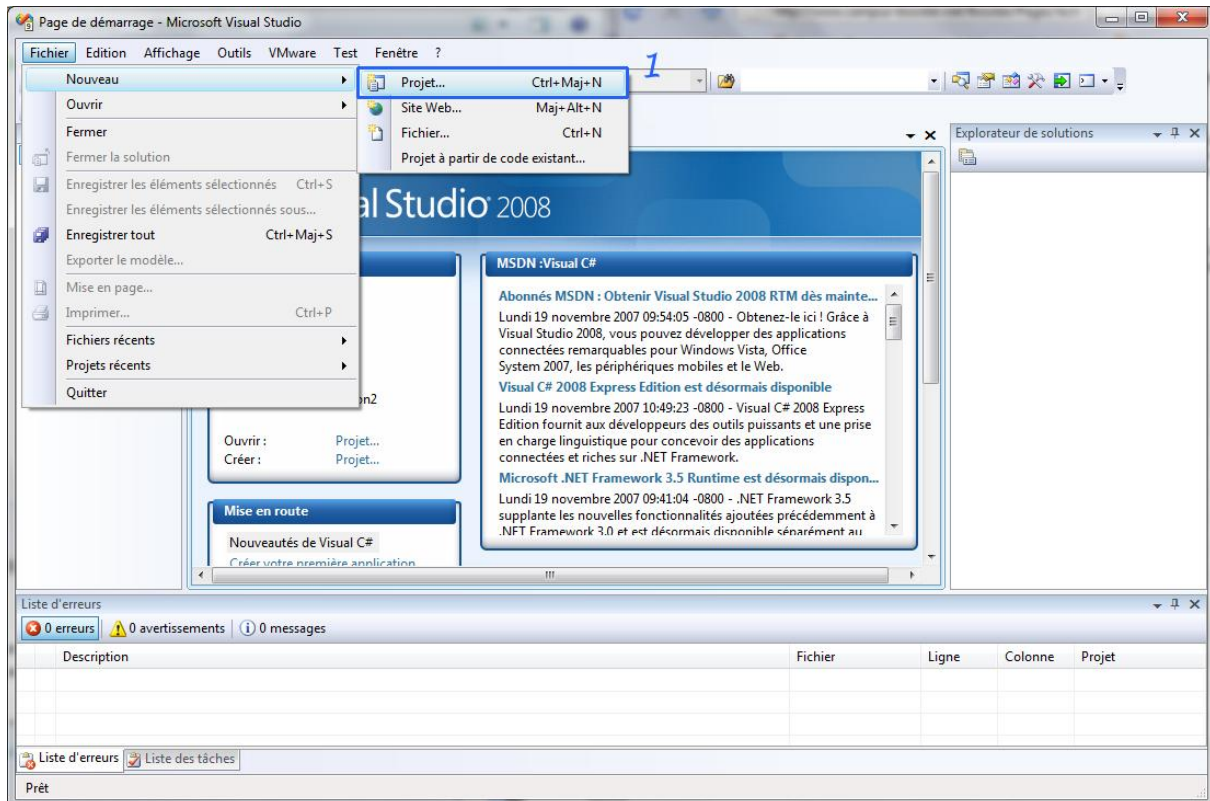 Page de démarrage - Microsoft Visual Studio
Fichier Edition Affichage Outils VMware Test Fenêtre ?
Nouveau
Ouvrir
Fermer
Fermer la solution
Enregistrer les éléments sélectionnés Ctrl+S
Enregistrer les éléments sélectionnés sous...
Enregistrer tout Ctrl+Maj+S
Exporter le modèle...
Mise en page...
Imprimer... Ctrl+P
Fichiers récents
Projets récents
Quitter
Projet... Ctrl+Maj+N
1
Site Web... Maj+Alt+N
Fichier... Ctrl+N
Projet à partir de code existant...
Explorateur de solutions
al Studio 2008
on2
Ouvrir : Projet...
Créer : Projet...
Mise en route
Nouveautés de Visual C#
Créer votre première application
MSDN :Visual C#
Abonnés MSDN : Obtenir Visual Studio 2008 RTM dès mainte...
Lundi 19 novembre 2007 09:54:05 -0800 - Obtenez-le ici ! Grâce à
Visual Studio 2008, vous pouvez développer des applications
connectées remarquables pour Windows Vista, Office
System 2007, les périphériques mobiles et le Web.
Visual C# 2008 Express Edition est désormais disponible
Lundi 19 novembre 2007 10:49:23 -0800 - Visual C# 2008 Express
Edition fournit aux développeurs des outils puissants et une prise
en charge linguistique pour concevoir des applications
connectées et riches sur .NET Framework.
Microsoft .NET Framework 3.5 Runtime est désormais dispon...
Lundi 19 novembre 2007 09:41:04 -0800 - .NET Framework 3.5
supplante les nouvelles fonctionnalités ajoutées précédemment à
.NET Framework 3.0 et est désormais disponible séparément au
Liste d'erreurs
0 erreurs 0 avertissements 0 messages
Description Fichier Ligne Colonne Projet
Liste d'erreurs Liste des tâches
Prêt